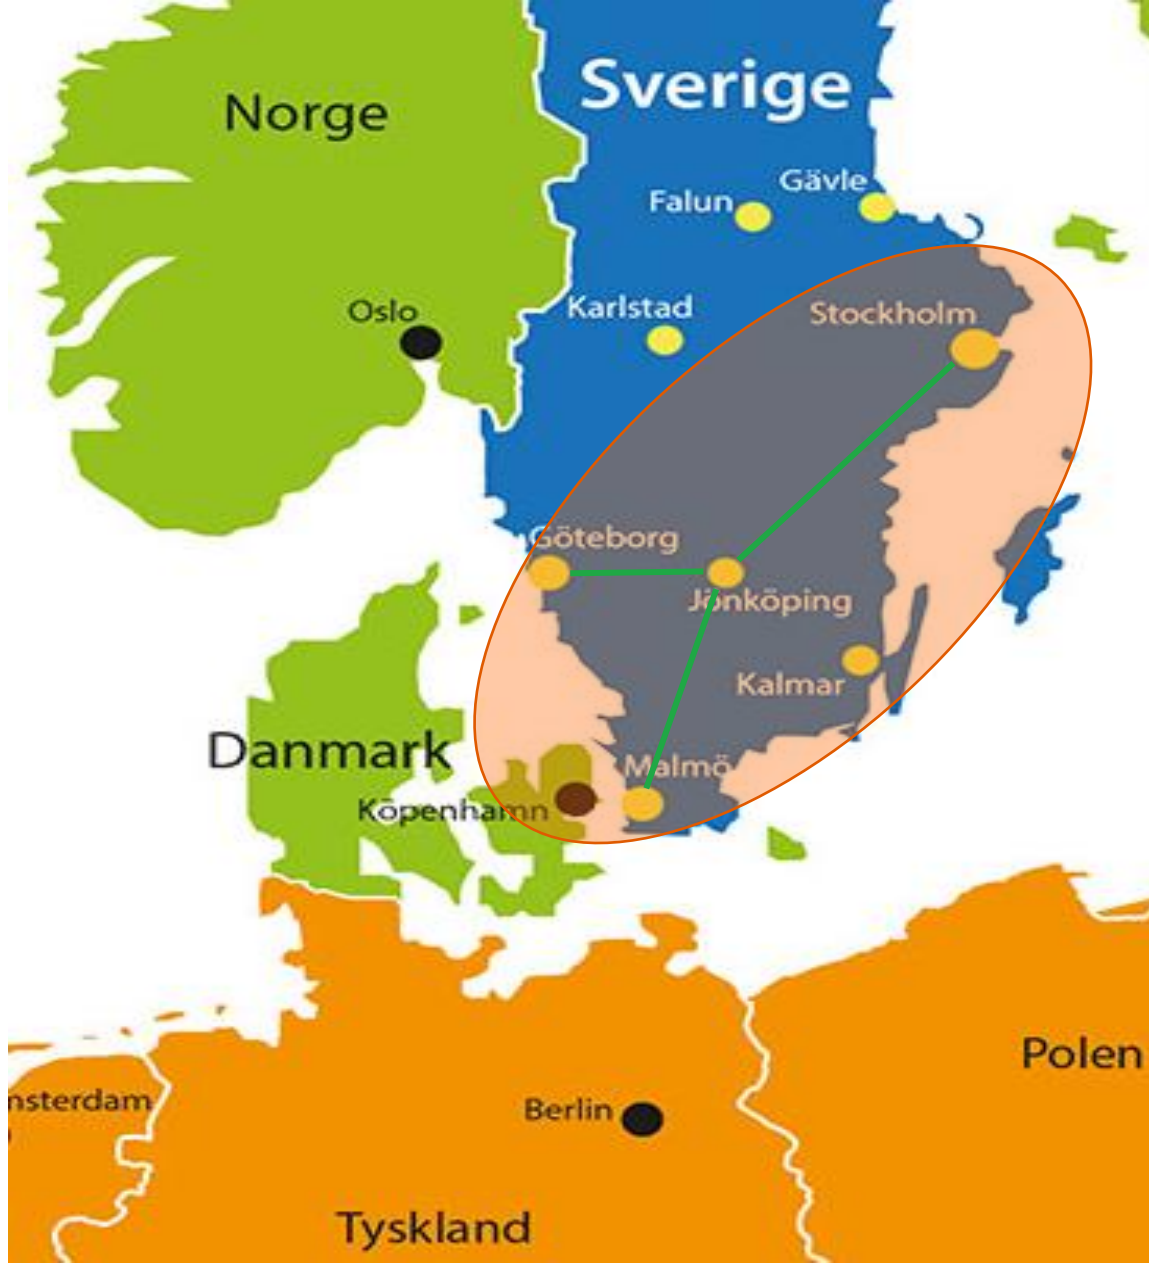 Sverige
Norge
Gävle
Falun
Oslo
Karlstad
Stockholm
Göteborg
Jönköping
Kalmar
Danmark
Malmö
Köpenhamn
Polen
nsterdam
Berlin
Tyskland